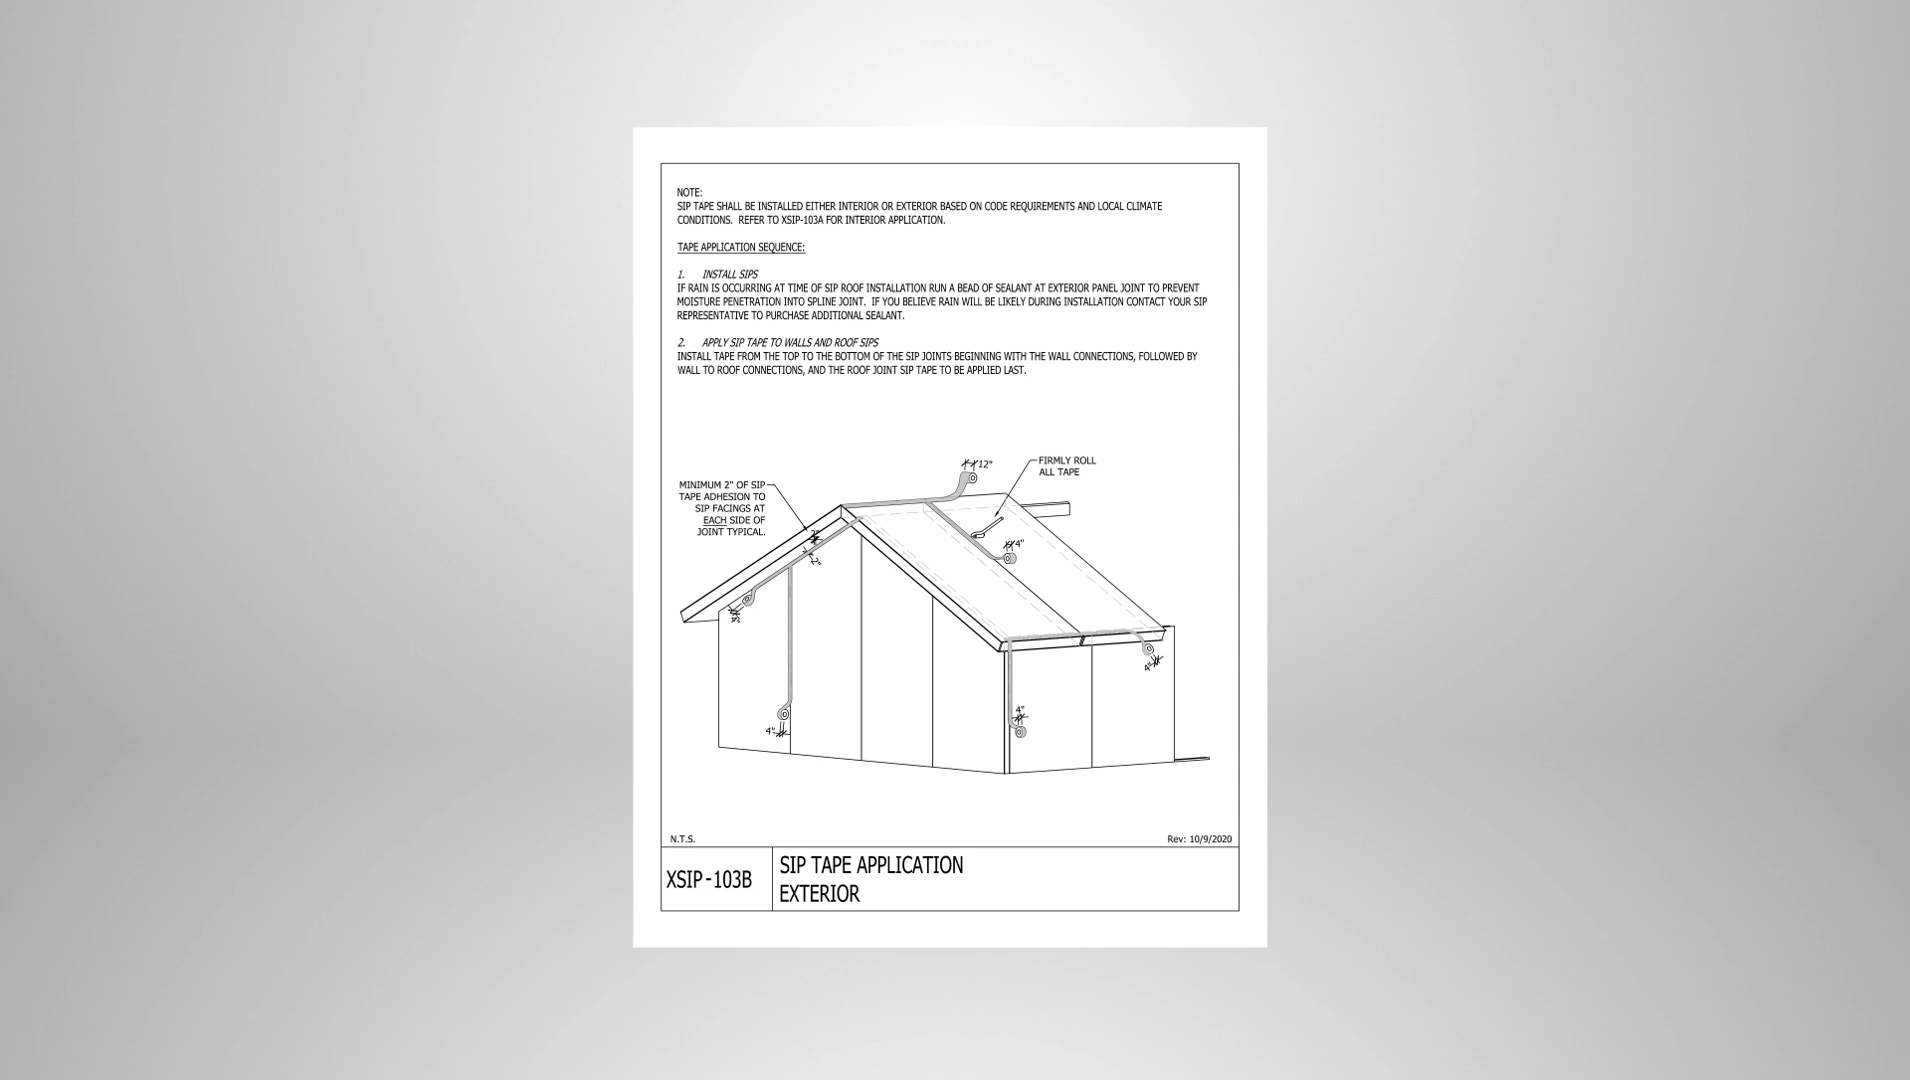 NOTE:
SIP TAPE SHALL BE INSTALLED EITHER INTERIOR OR EXTERIOR BASED ON CODE REQUIREMENTS AND LOCAL CLIMATE
CONDITIONS. REFER TO XSIP-103A FOR INTERIOR APPLICATION.
TAPE APPLICATION SEQUENCE:
1. INSTALL SIPS
IF RAIN IS OCCURRING AT TIME OF SIP ROOF INSTALLATION RUN A BEAD OF SEALANT AT EXTERIOR PANEL JOINT TO PREVENT
MOISTURE PENETRATION INTO SPLINE JOINT. IF YOU BELIEVE RAIN WILL BE LIKELY DURING INSTALLATION CONTACT YOUR SIP
REPRESENTATIVE TO PURCHASE ADDITIONAL SEALANT.
2. APPLY SIP TAPE TO WALLS AND ROOF SIPS
INSTALL TAPE FROM THE TOP TO THE BOTTOM OF THE SIP JOINTS BEGINNING WITH THE WALL CONNECTIONS, FOLLOWED BY
WALL TO ROOF CONNECTIONS, AND THE ROOF JOINT SIP TAPE TO BE APPLIED LAST.
12"
FIRMLY ROLL
ALL TAPE
MINIMUM 2" OF SIP
TAPE ADHESION TO
SIP FACINGS AT
EACH SIDE OF
JOINT TYPICAL.
2"
2"
4"
4"
4"
4"
N.T.S.
Rev: 10/9/2020
XSIP-103B
SIP TAPE APPLICATION
EXTERIOR